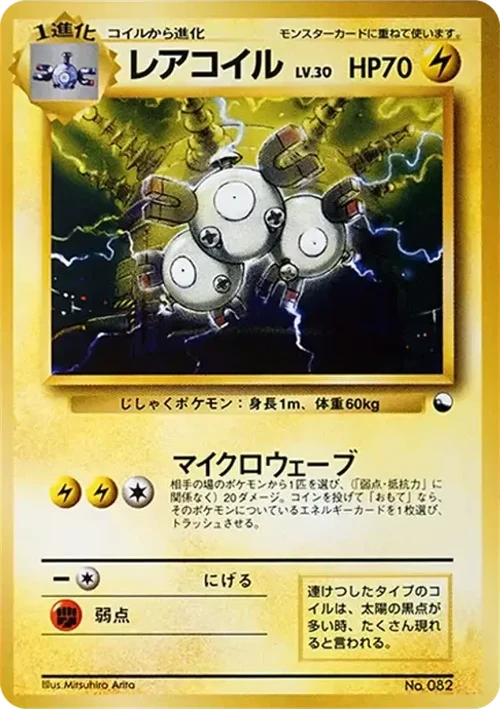 1進化
コイルから進化
モンスターカードに重ねて使います。
レアコイル LV.30 HP70
じしゃくポケモン：身長1m、体重60kg
マイクロウェーブ
相手の場のポケモンから1匹を選び、(「弱点・抵抗力」に
関係なく) 20ダメージ。コインを投げて「おもて」なら、
そのポケモンについているエネルギーカードを1枚選び、
トラッシュさせる。
ー にげる
弱点
連けつしたタイプのコ
イルは、太陽の黒点が
多い時、たくさん現れ
ると言われる。
Illus. Mitsuhiro Arita
No. 082